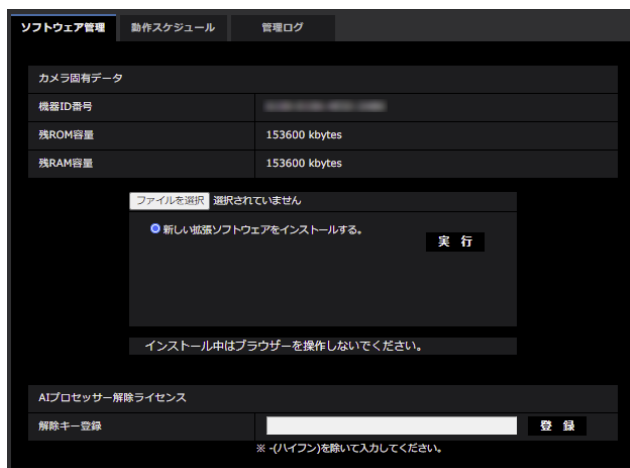 ソフトウェア管理 動作スケジュール 管理ログ
カメラ固有データ
機器ID番号
残ROM容量 153600 kbytes
残RAM容量 153600 kbytes
ファイルを選択 選択されていません
新しい拡張ソフトウェアをインストールする。
実 行
インストール中はブラウザーを操作しないでください。
AIプロセッサー解除ライセンス
解除キー登録 登 録
※ -(ハイフン)を除いて入力してください。